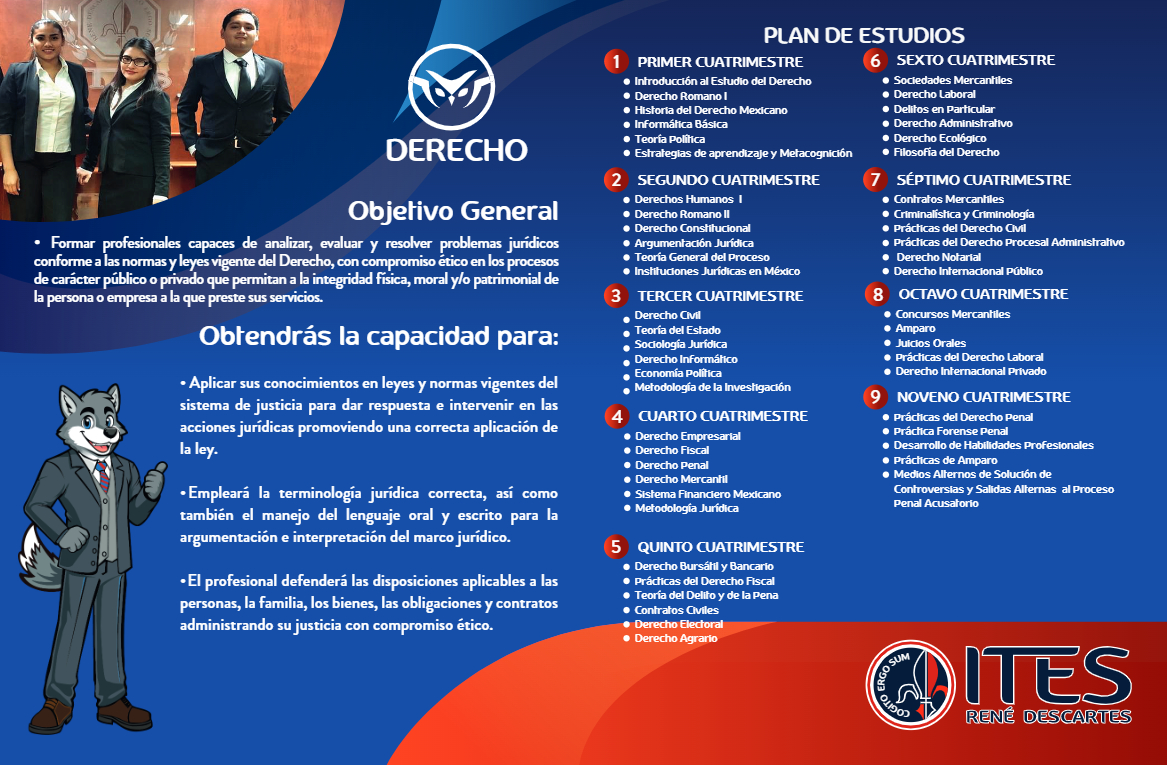 DERECHO
Objetivo General
• Formar profesionales capaces de analizar, evaluar y resolver problemas jurídicos
conforme a las normas y leyes vigente del Derecho, con compromiso ético en los procesos
de carácter público o privado que permitan a la integridad física, moral y/o patrimonial de
la persona o empresa a la que preste sus servicios.
Obtendrás la capacidad para:
• Aplicar sus conocimientos en leyes y normas vigentes del
sistema de justicia para dar respuesta e intervenir en las
acciones jurídicas promoviendo una correcta aplicación de
la ley.
• Empleará la terminología jurídica correcta, así como
también el manejo del lenguaje oral y escrito para la
argumentación e interpretación del marco jurídico.
• El profesional defenderá las disposiciones aplicables a las
personas, la familia, los bienes, las obligaciones y contratos
administrando su justicia con compromiso ético.
PLAN DE ESTUDIOS
1 PRIMER CUATRIMESTRE
• Introducción al Estudio del Derecho
• Derecho Romano I
• Historia del Derecho Mexicano
• Informática Básica
• Teoría Política
• Estrategias de aprendizaje y Metacognición
2 SEGUNDO CUATRIMESTRE
• Derechos Humanos I
• Derecho Romano II
• Derecho Constitucional
• Argumentación Jurídica
• Teoría General del Proceso
• Instituciones Jurídicas en México
3 TERCER CUATRIMESTRE
• Derecho Civil
• Teoría del Estado
• Sociología Jurídica
• Derecho Informático
• Economía Política
• Metodología de la Investigación
4 CUARTO CUATRIMESTRE
• Derecho Empresarial
• Derecho Fiscal
• Derecho Penal
• Derecho Mercantil
• Sistema Financiero Mexicano
• Metodología Jurídica
5 QUINTO CUATRIMESTRE
• Derecho Bursátil y Bancario
• Prácticas del Derecho Fiscal
• Teoría del Delito y de la Pena
• Contratos Civiles
• Derecho Electoral
• Derecho Agrario
6 SEXTO CUATRIMESTRE
• Sociedades Mercantiles
• Derecho Laboral
• Delitos en Particular
• Derecho Administrativo
• Derecho Ecológico
• Filosofía del Derecho
7 SÉPTIMO CUATRIMESTRE
• Contratos Mercantiles
• Criminalística y Criminología
• Prácticas del Derecho Civil
• Prácticas del Derecho Procesal Administrativo
• Derecho Notarial
• Derecho Internacional Público
8 OCTAVO CUATRIMESTRE
• Concursos Mercantiles
• Amparo
• Juicios Orales
• Prácticas del Derecho Laboral
• Derecho Internacional Privado
9 NOVENO CUATRIMESTRE
• Prácticas del Derecho Penal
• Práctica Forense Penal
• Desarrollo de Habilidades Profesionales
• Prácticas de Amparo
• Medios Alternos de Solución de
Controversias y Salidas Alternas al Proceso
Penal Acusatorio
COGITO ERGO SUM
ITES
RENÉ DESCARTES